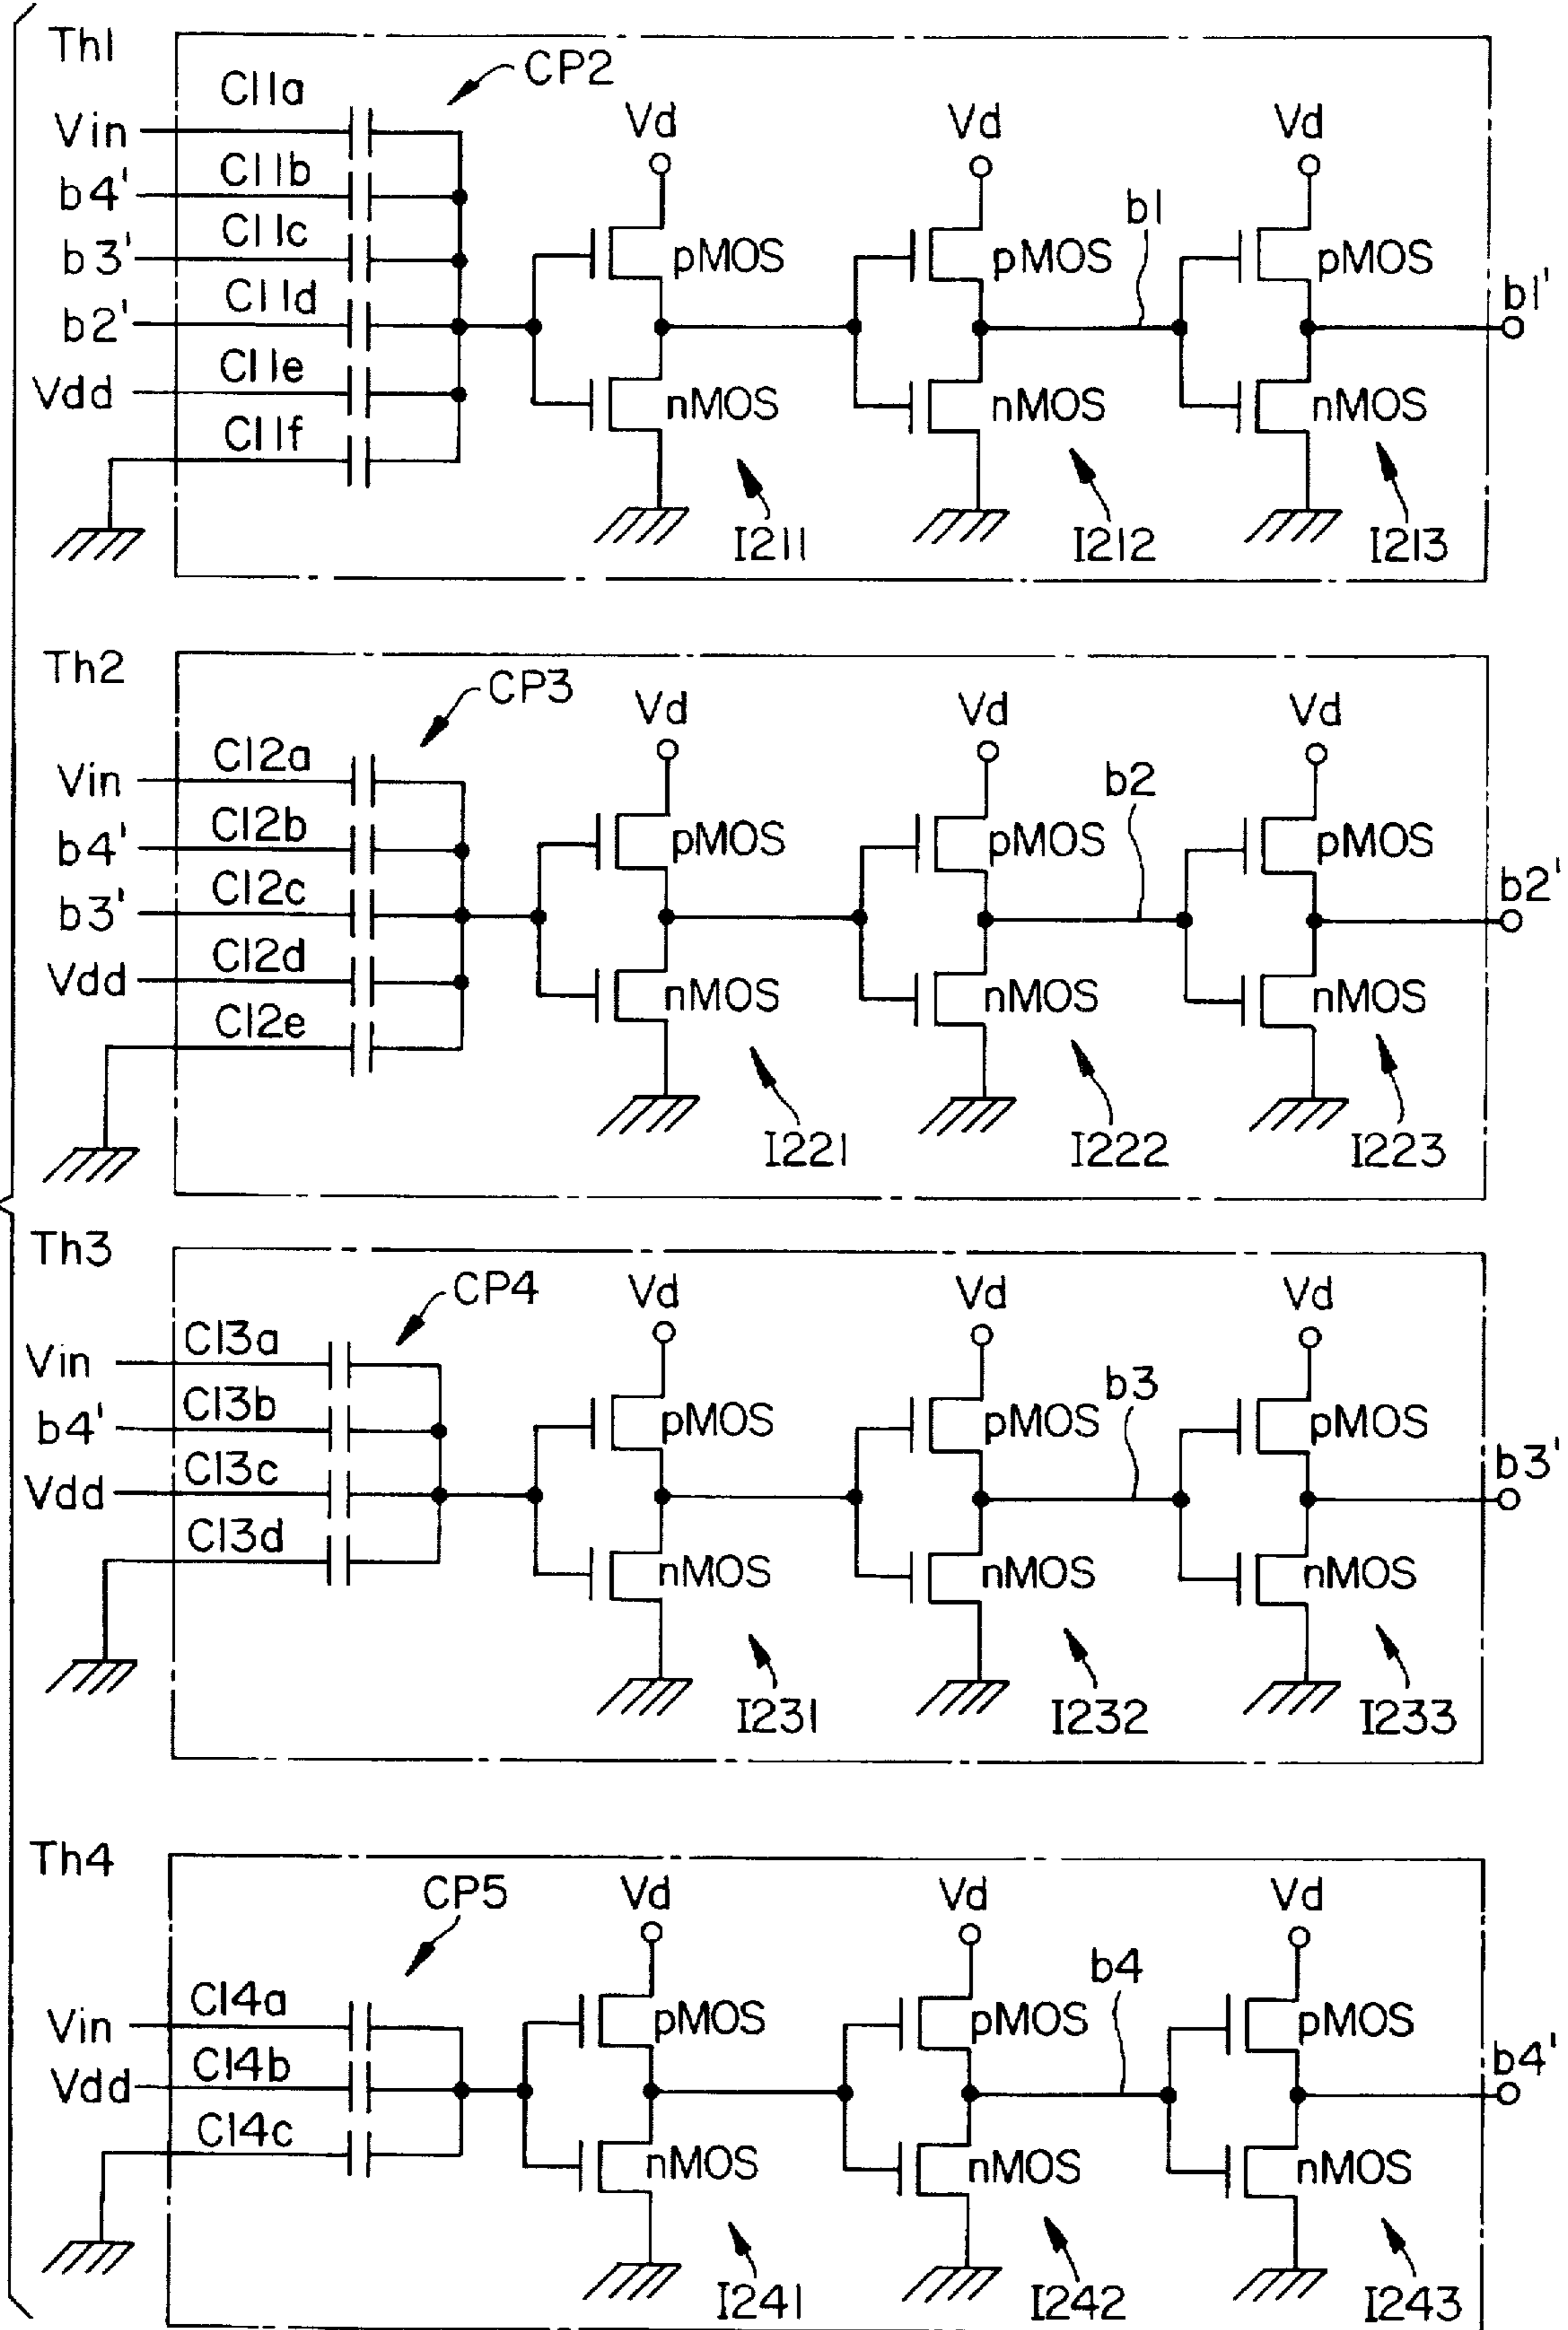 Th1
CP2
C11a
Vin
C11b
b4'
C11c
b3'
C11d
b2'
C11e
Vdd
C11f
Vd
Vd
Vd
pMOS
pMOS
b1
pMOS
b1'
nMOS
nMOS
nMOS
I211
I212
I213
Th2
CP3
C12a
Vin
C12b
b4'
C12c
b3'
C12d
Vdd
C12e
Vd
Vd
Vd
pMOS
pMOS
b2
pMOS
b2'
nMOS
nMOS
nMOS
I221
I222
I223
Th3
CP4
C13a
Vin
C13b
b4'
C13c
Vdd
C13d
Vd
Vd
Vd
pMOS
pMOS
b3
pMOS
b3'
nMOS
nMOS
nMOS
I231
I232
I233
Th4
CP5
C14a
Vin
C14b
Vdd
C14c
Vd
Vd
Vd
pMOS
pMOS
b4
pMOS
b4'
nMOS
nMOS
nMOS
I241
I242
I243